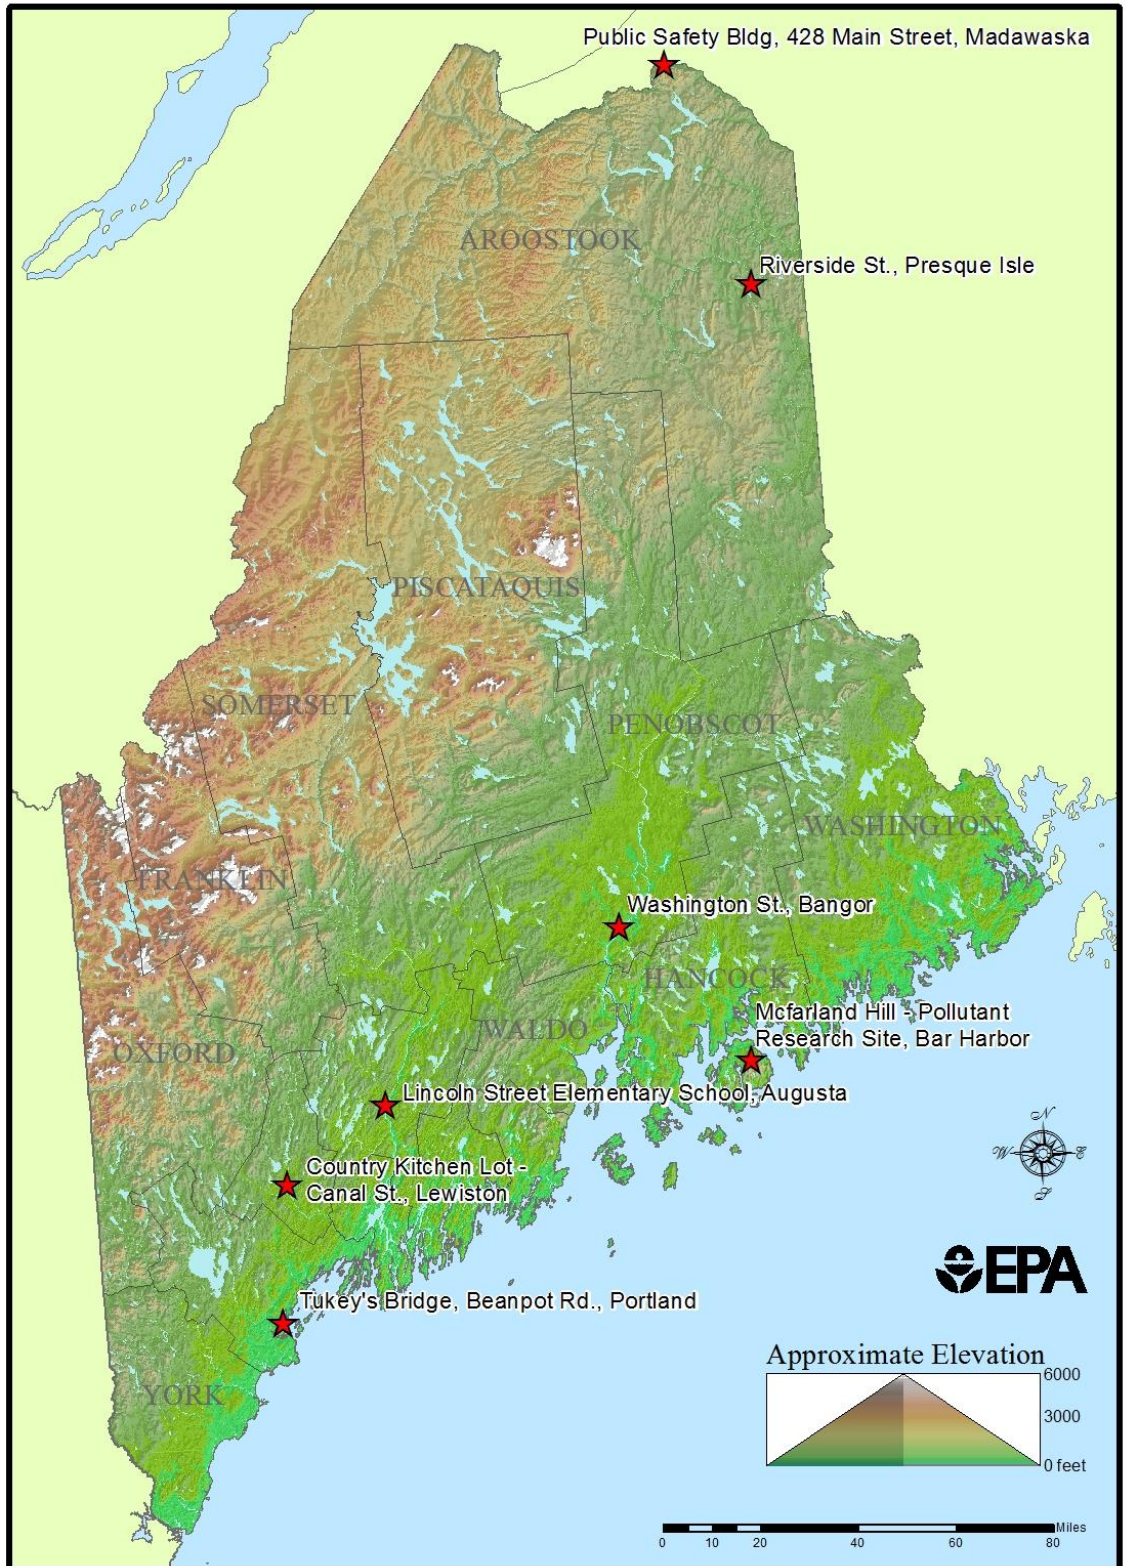 Public Safety Bldg, 428 Main Street, Madawaska
AROOSTOOK
Riverside St., Presque Isle
PISCATAQUIS
SOMERSET
PENOBSCOT
WASHINGTON
FRANKLIN
Washington St., Bangor
HANCOCK
Mcfarland Hill - Pollutant
Research Site, Bar Harbor
WALDO
OXFORD
Lincoln Street Elementary School, Augusta
N
W
E
S
Country Kitchen Lot -
Canal St., Lewiston
EPA
Tukey's Bridge, Beanpot Rd., Portland
Approximate Elevation
6000
3000
0 feet
YORK
Miles
0 10 20 40 60 80